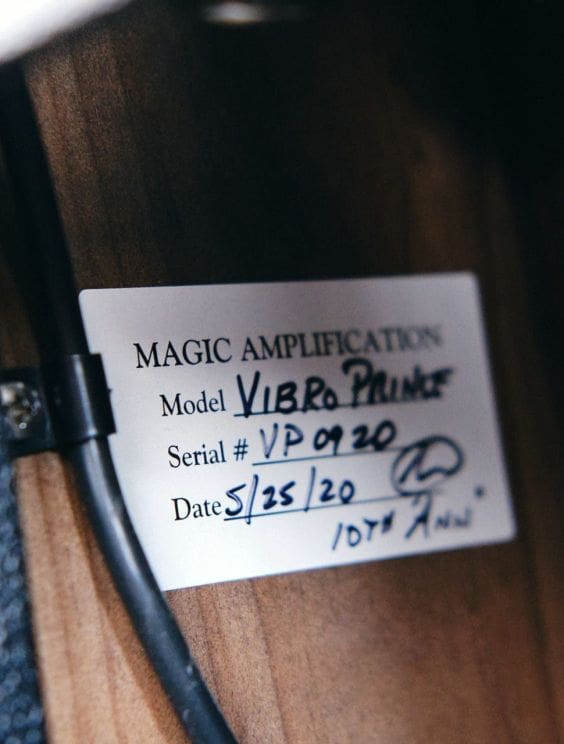 MAGIC AMPLIFICATION
Model VIBRO PRINCE
Serial # VP 0920
Date 5/25/20
10TH "ANN"